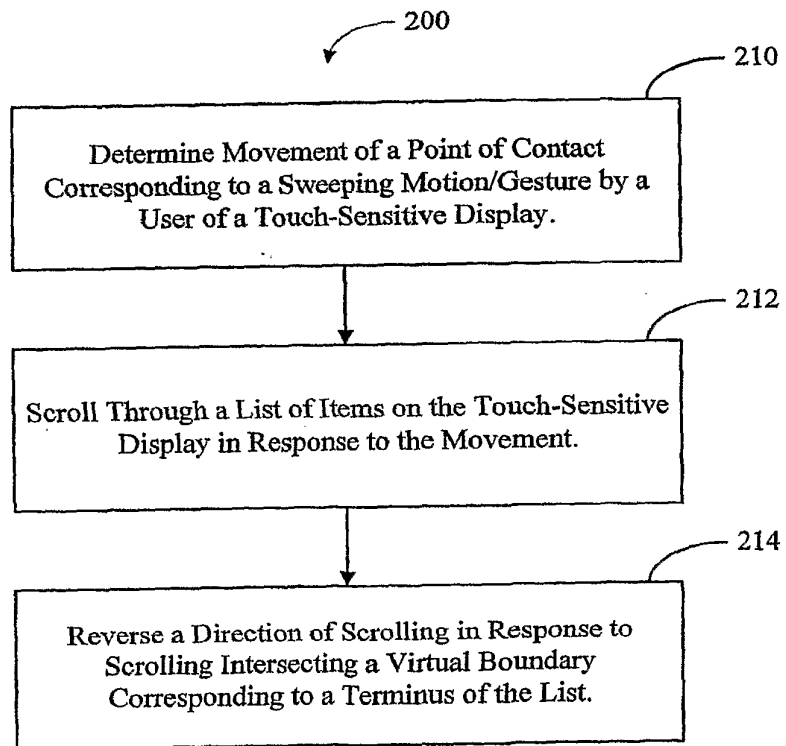 200
210
Determine Movement of a Point of Contact
Corresponding to a Sweeping Motion/Gesture by a
User of a Touch-Sensitive Display.
212
Scroll Through a List of Items on the Touch-Sensitive
Display in Response to the Movement.
214
Reverse a Direction of Scrolling in Response to
Scrolling Intersecting a Virtual Boundary
Corresponding to a Terminus of the List.